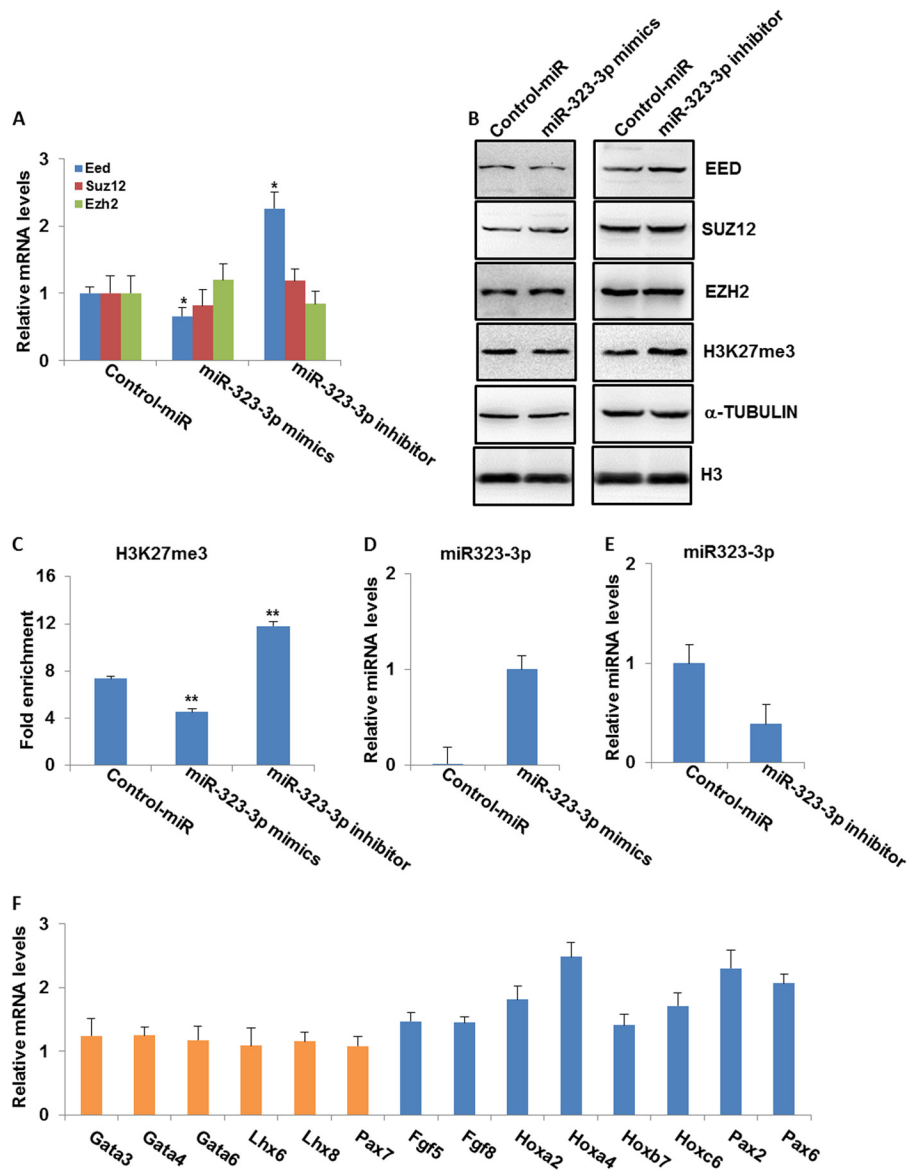 A
Relative mRNA levels
3
2
1
0
Eed
Suz12
Ezh2
*
*
Control-miR
miR-323-3p mimics
miR-323-3p inhibitor
B
Control-miR
miR-323-3p mimics
Control-miR
miR-323-3p inhibitor
EED
SUZ12
EZH2
H3K27me3
α-TUBULIN
H3
C
H3K27me3
Fold enrichment
16
12
8
4
0
**
**
Control-miR
miR-323-3p mimics
miR-323-3p inhibitor
D
miR323-3p
Relative miRNA levels
2
1
0
Control-miR
miR-323-3p mimics
E
miR323-3p
Relative miRNA levels
2
1
0
Control-miR
miR-323-3p inhibitor
F
Relative mRNA levels
3
2
1
0
Gata3
Gata4
Gata6
Lhx6
Lhx8
Pax7
Fgf5
Fgf8
Hoxa2
Hoxa4
Hoxb7
Hoxc6
Pax2
Pax6